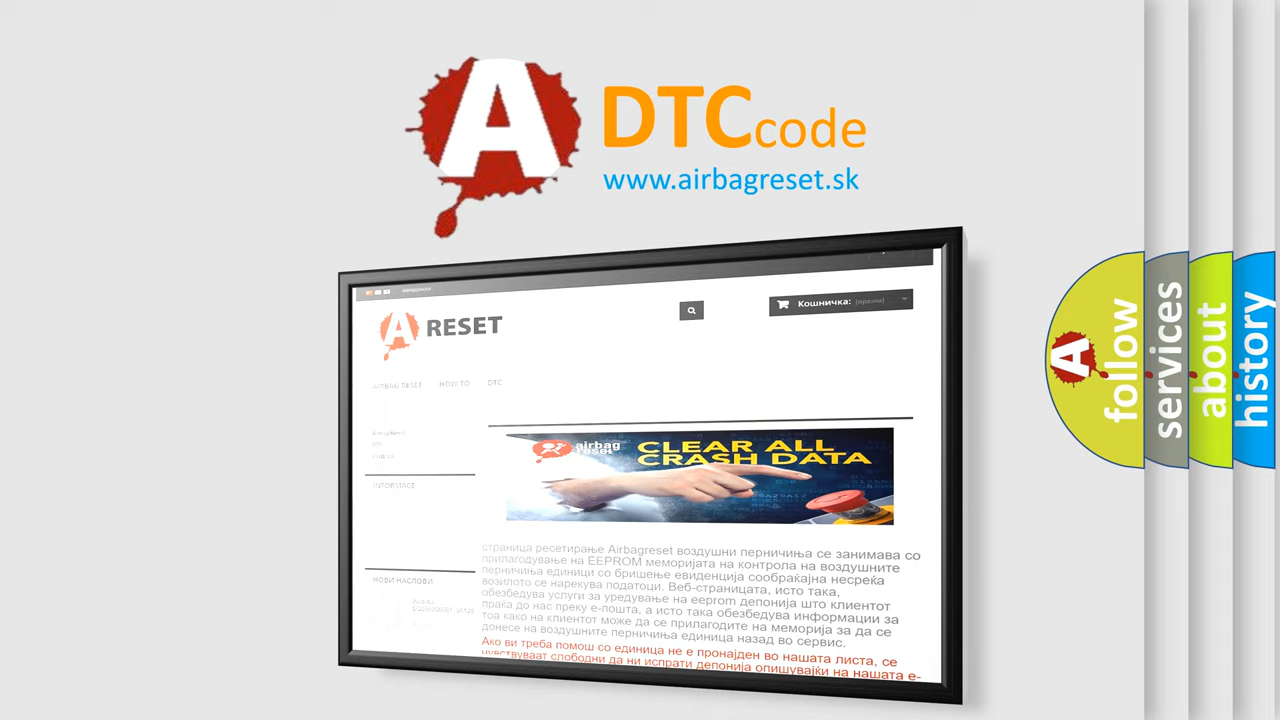 A DTCcode
www.airbagreset.sk
A RESET
Кошничка: (празни)
AIRBAG RESET HOW TO DTC
airbag
reset
CLEAR ALL
CRASH DATA
INFORMACE
страница ресетирање Airbagreset воздушни перничиња се занимава со
прилагодување на EEPROM меморијата на контрола на воздушните
перничиња единици со бришење евиденција сообраќајна несреќа
возилото се нарекува податоци. Веб-страницата, исто така,
обезбедува услуги за уредување на eeprom депонија што клиентот
праќа до нас преку е-пошта, а исто така обезбедува информации за
тоа како на клиентот може да се прилагодите на меморија за да се
донесе на воздушните перничиња единица назад во сервис.
Ако ви треба помош со единица не е пронајден во нашата листа, се
чувствуваат слободни да ни испрати депонија опишувајќи на нашата е-
НОВИ НАСЛОВИ
A
follow
services
about
history